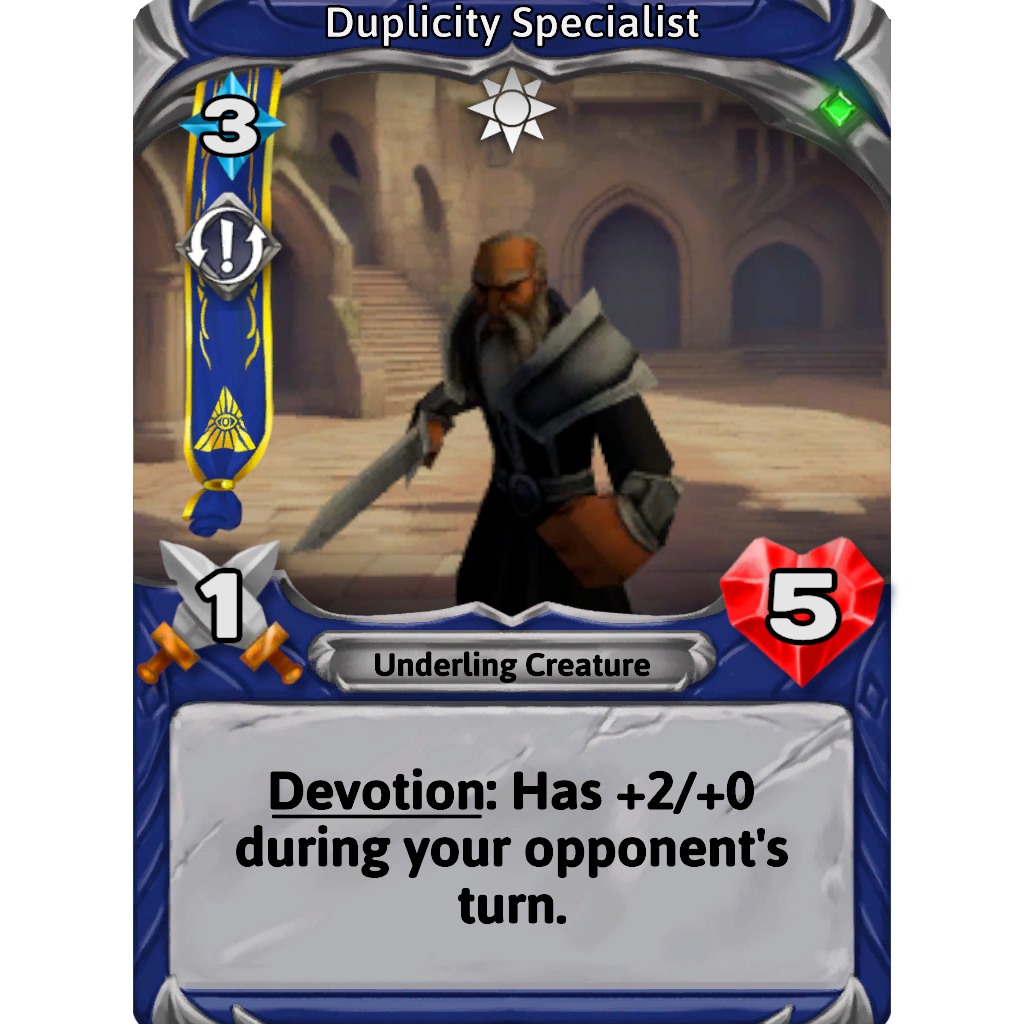 Duplicity Specialist
3
!
1
5
Underling Creature
Devotion: Has +2/+0
during your opponent's
turn.